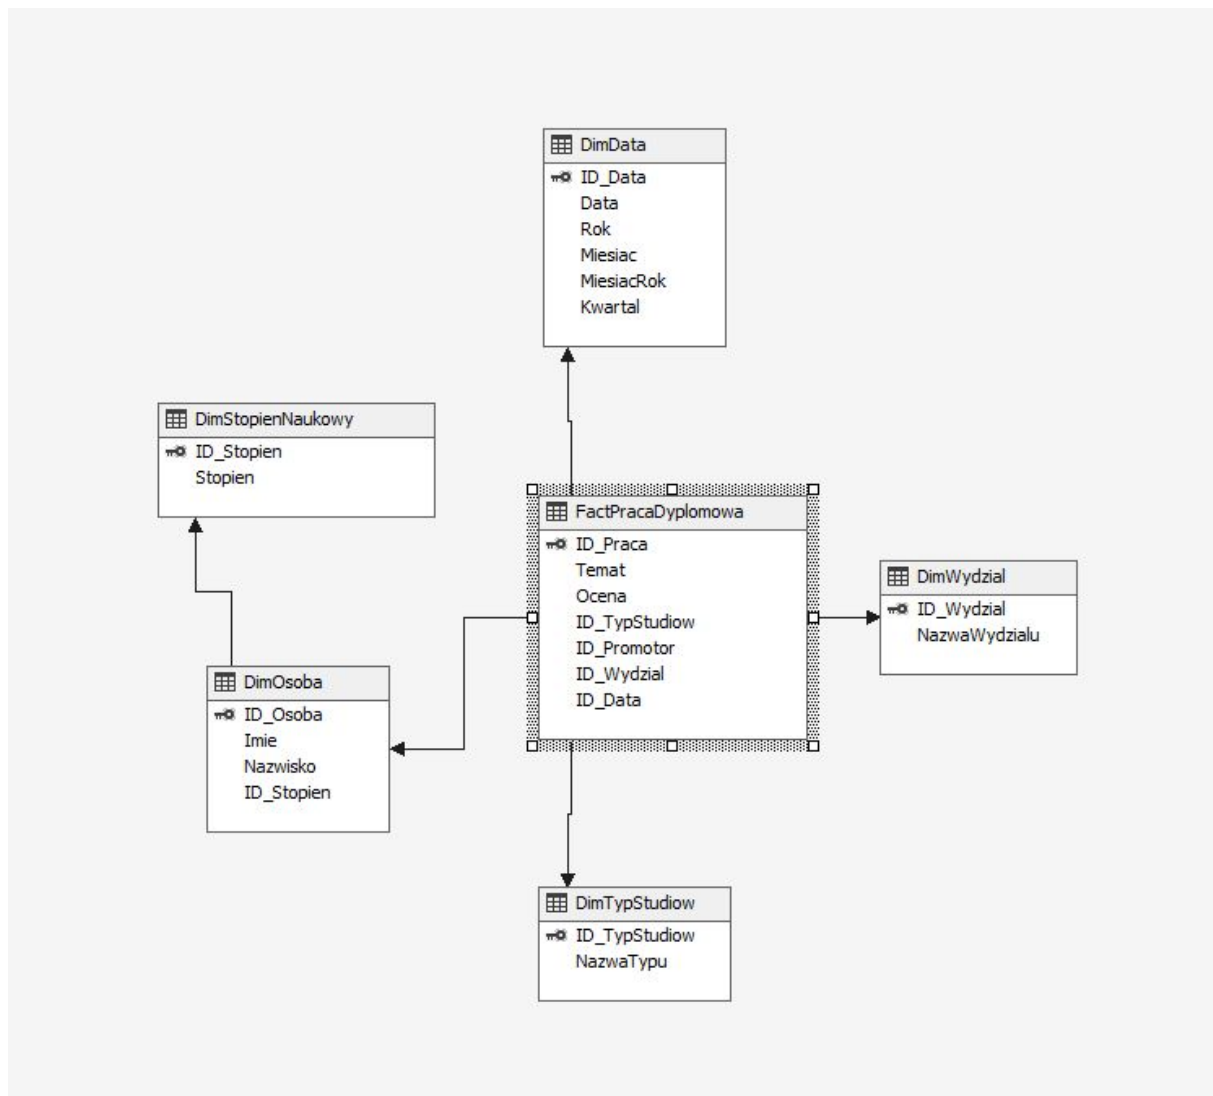 DimData
ID_Data
Data
Rok
Miesiac
MiesiacRok
Kwartal
DimStopienNaukowy
ID_Stopien
Stopien
FactPracaDyplomowa
ID_Praca
Temat
Ocena
ID_TypStudiow
ID_Promotor
ID_Wydzial
ID_Data
DimWydzial
ID_Wydzial
NazwaWydzialu
DimOsoba
ID_Osoba
Imie
Nazwisko
ID_Stopien
DimTypStudiow
ID_TypStudiow
NazwaTypu